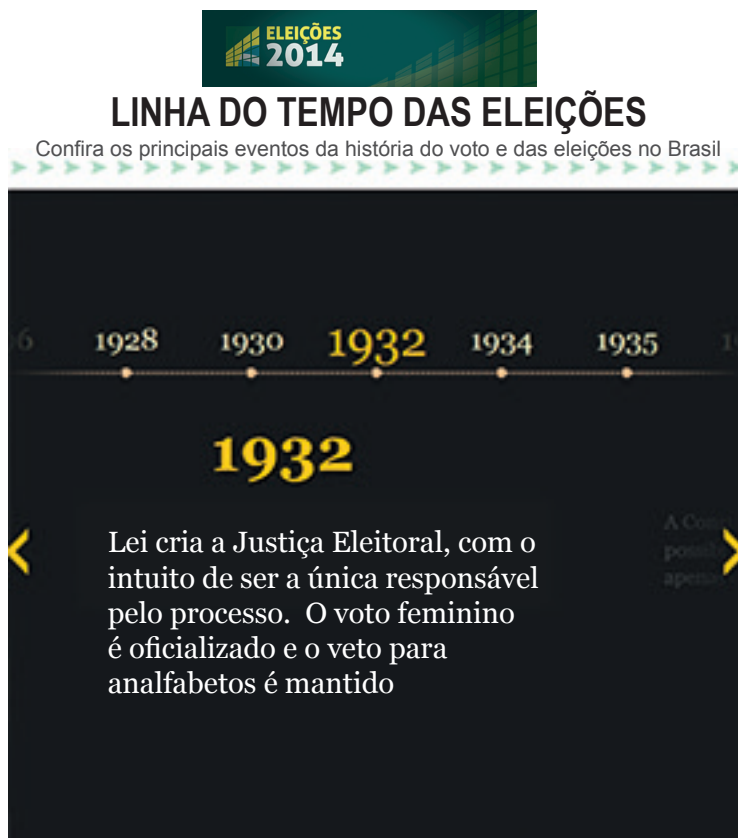 ELEIÇÕES
2014
LINHA DO TEMPO DAS ELEIÇÕES
Confira os principais eventos da história do voto e das eleições no Brasil
6 1928 1930 1932 1934 1935 1
1932
Lei cria a Justiça Eleitoral, com o
intuito de ser a única responsável
pelo processo. O voto feminino
é oficializado e o veto para
analfabetos é mantido
A